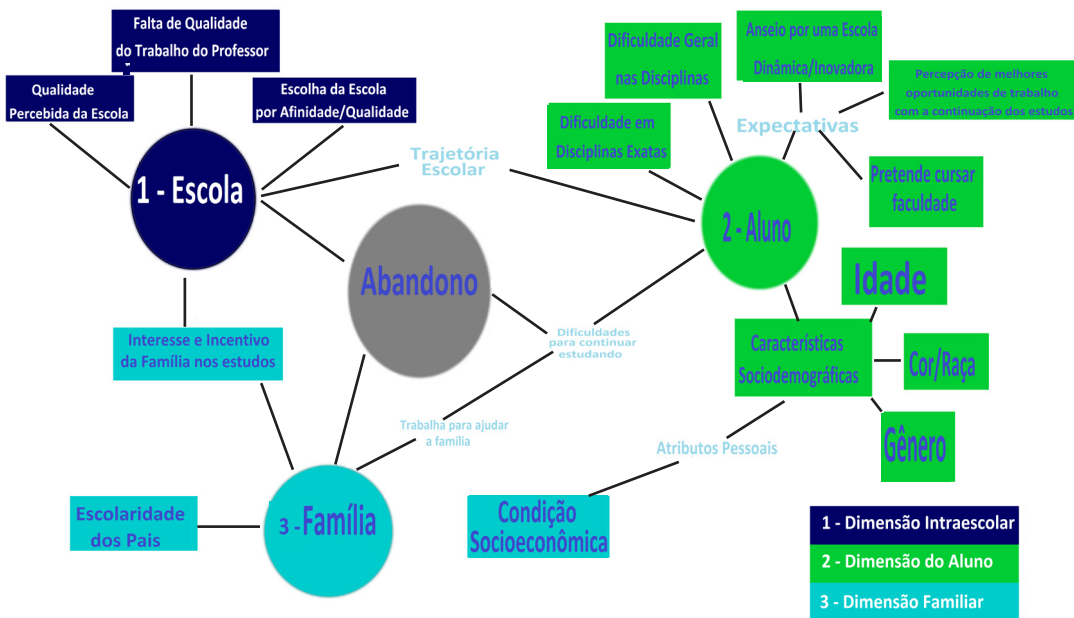 Falta de Qualidade
do Trabalho do Professor
Qualidade
Percebida da Escola
Escolha da Escola
por Afinidade/Qualidade
1 - Escola
Trajetória
Escolar
Dificuldade Geral
nas Disciplinas
Dificuldade em
Disciplinas Exatas
Anseio por uma Escola
Dinâmica/Inovadora
Percepção de melhores
oportunidades de trabalho
com a continuação dos estudos
Expectativas
Pretende cursar
faculdade
2 - Aluno
Abandono
Dificuldades
para continuar
estudando
Idade
Características
Sociodemográficas
Cor/Raça
Gênero
Interesse e Incentivo
da Família nos estudos
Trabalha para ajudar
a família
Atributos Pessoais
Condição
Socioeconômica
Escolaridade
dos Pais
3 - Família
1 - Dimensão Intraescolar
2 - Dimensão do Aluno
3 - Dimensão Familiar